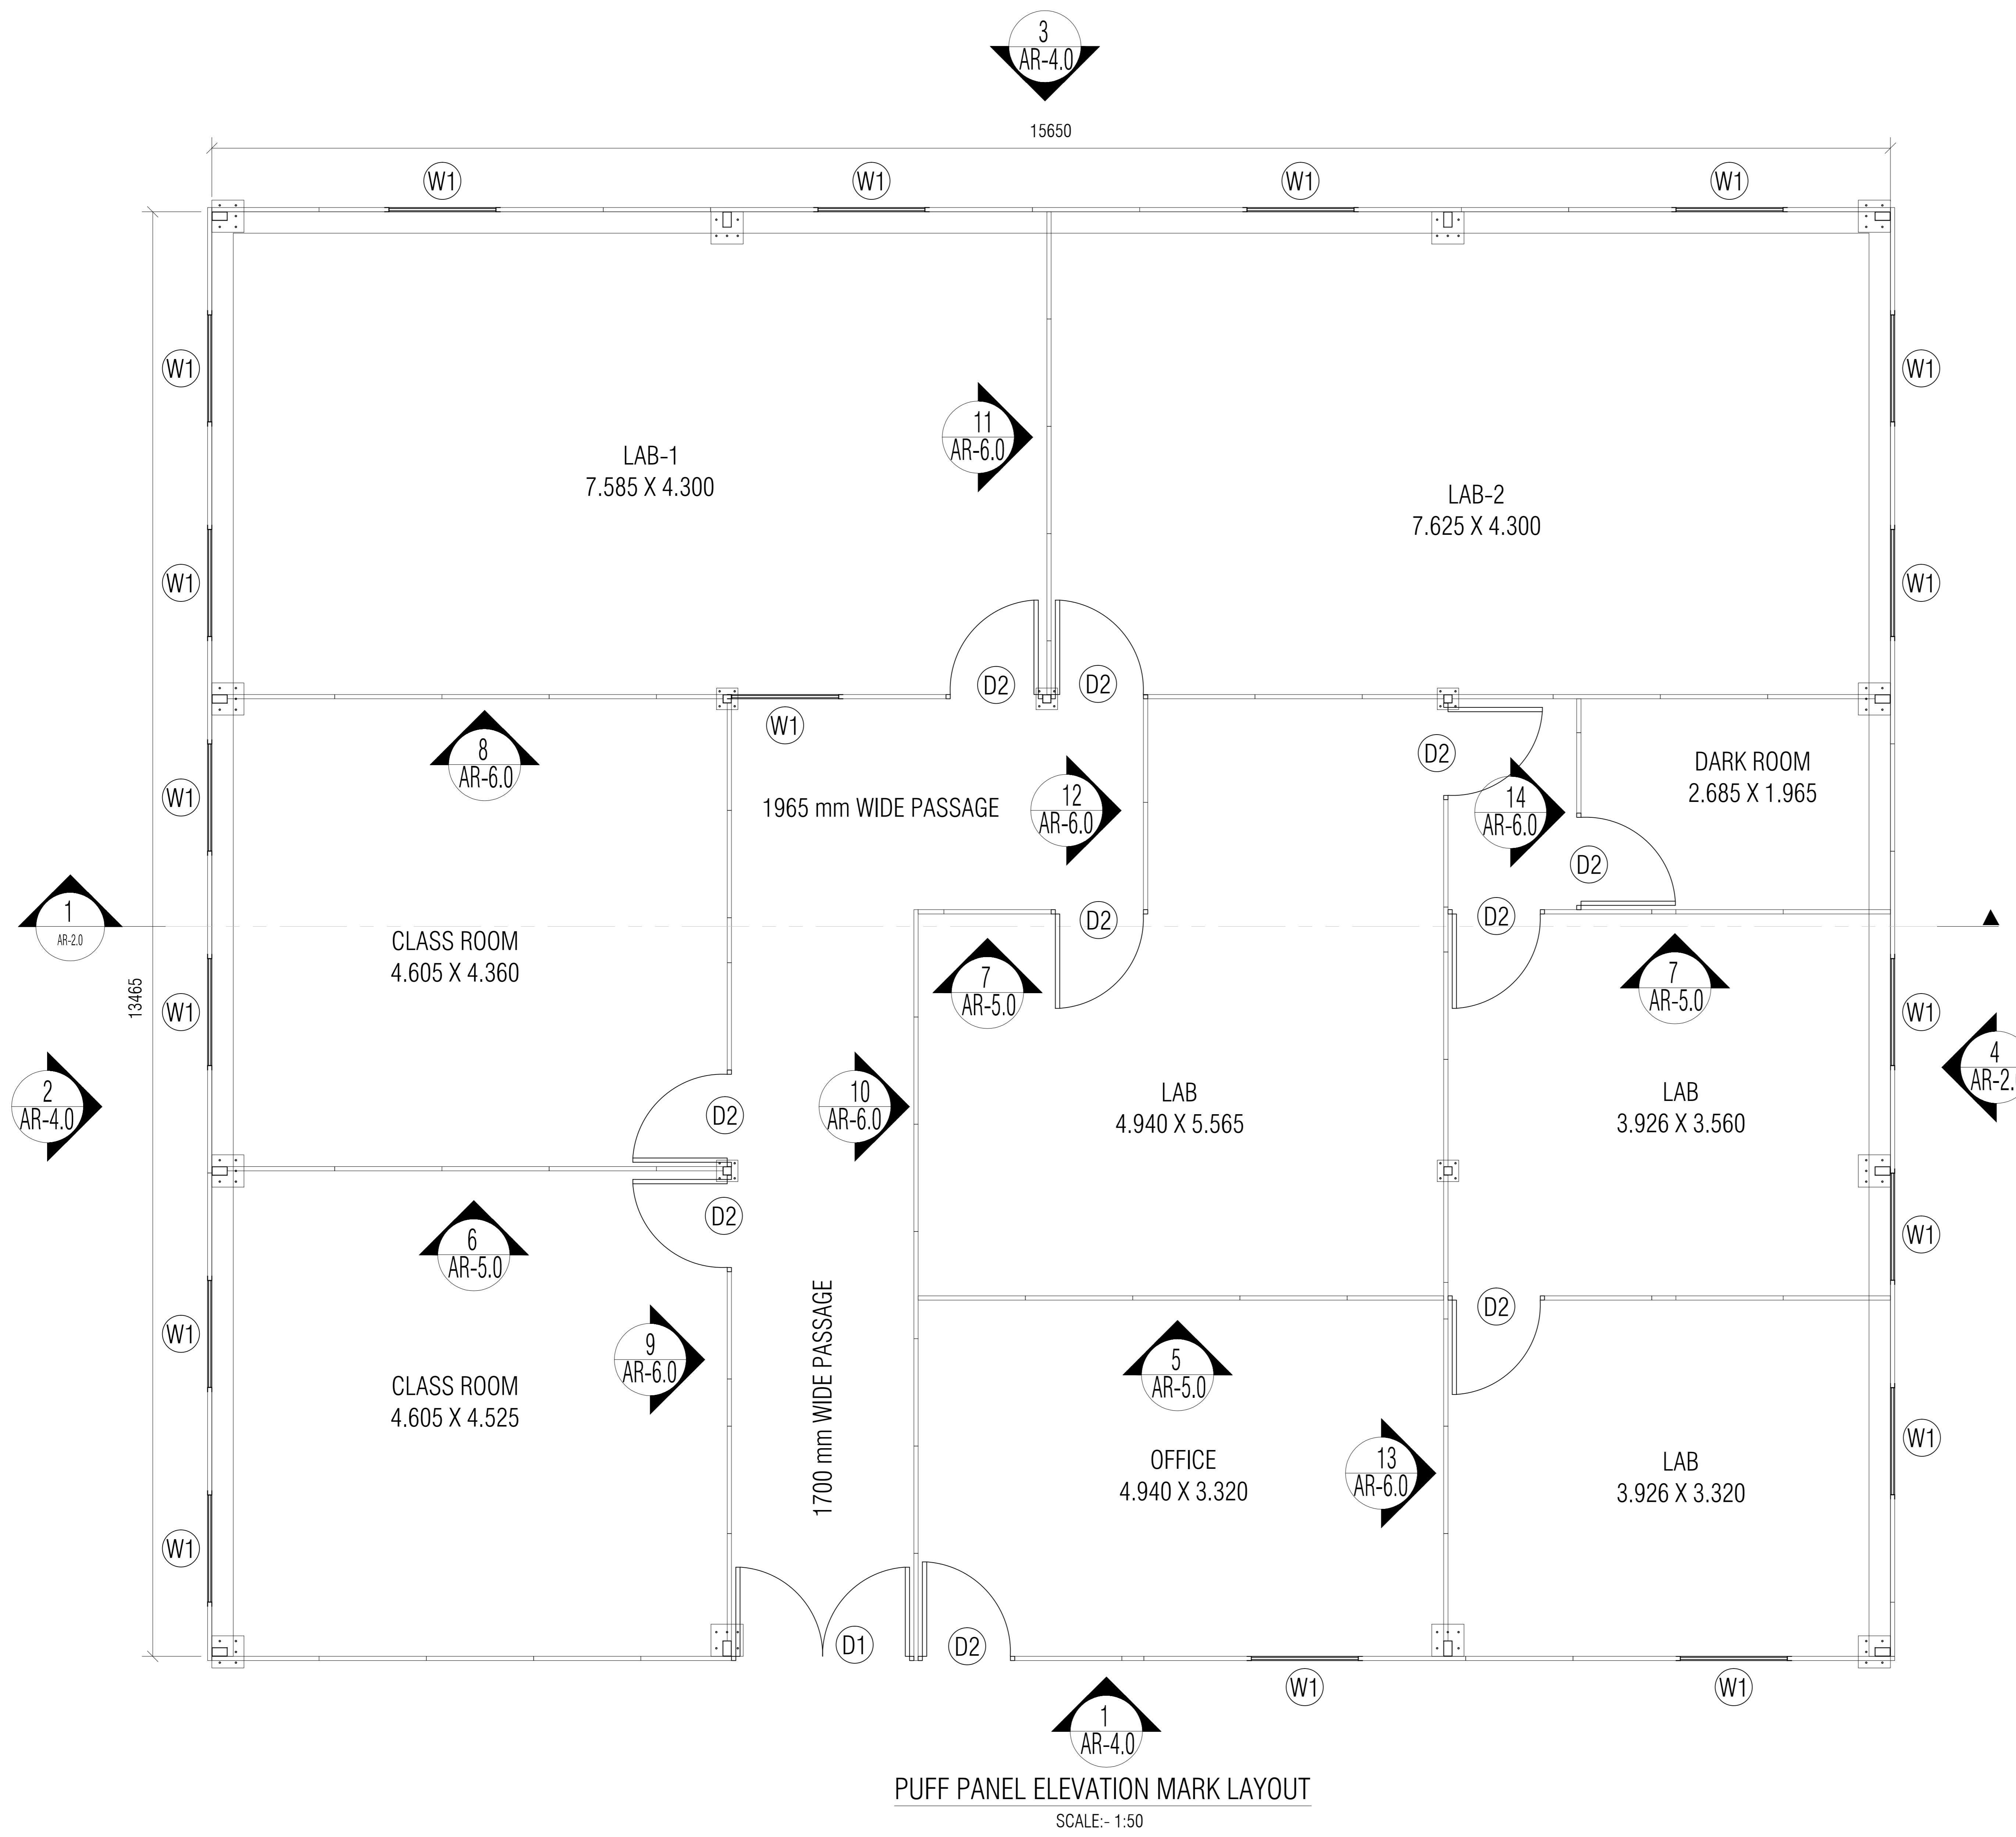 3
AR-4.0
15650
W1
W1
W1
W1
W1
W1
11
AR-6.0
LAB-1
7.585 X 4.300
LAB-2
7.625 X 4.300
W1
W1
D2
D2
W1
8
AR-6.0
D2
DARK ROOM
2.685 X 1.965
W1
1965 mm WIDE PASSAGE
12
AR-6.0
14
AR-6.0
D2
1
AR-2.0
D2
D2
CLASS ROOM
4.605 X 4.360
7
AR-5.0
7
AR-5.0
13465
W1
W1
2
AR-4.0
10
AR-6.0
LAB
4.940 X 5.565
LAB
3.926 X 3.560
4
D2
D2
6
AR-5.0
W1
D2
W1
9
AR-6.0
1700 mm WIDE PASSAGE
5
AR-5.0
CLASS ROOM
4.605 X 4.525
OFFICE
4.940 X 3.320
13
AR-6.0
LAB
3.926 X 3.320
W1
W1
D1
D2
W1
W1
1
AR-4.0
PUFF PANEL ELEVATION MARK LAYOUT
SCALE:- 1:50